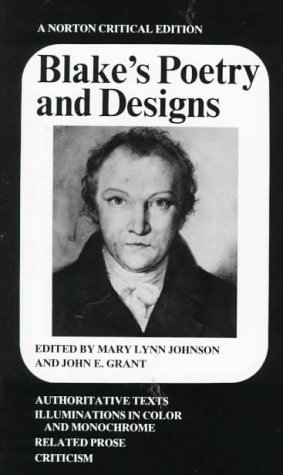 A NORTON CRITICAL EDITION
Blake's Poetry
and Designs
EDITED BY MARY LYNN JOHNSON
AND JOHN E. GRANT
AUTHORITATIVE TEXTS
ILLUMINATIONS IN COLOR
AND MONOCHROME
RELATED PROSE
CRITICISM